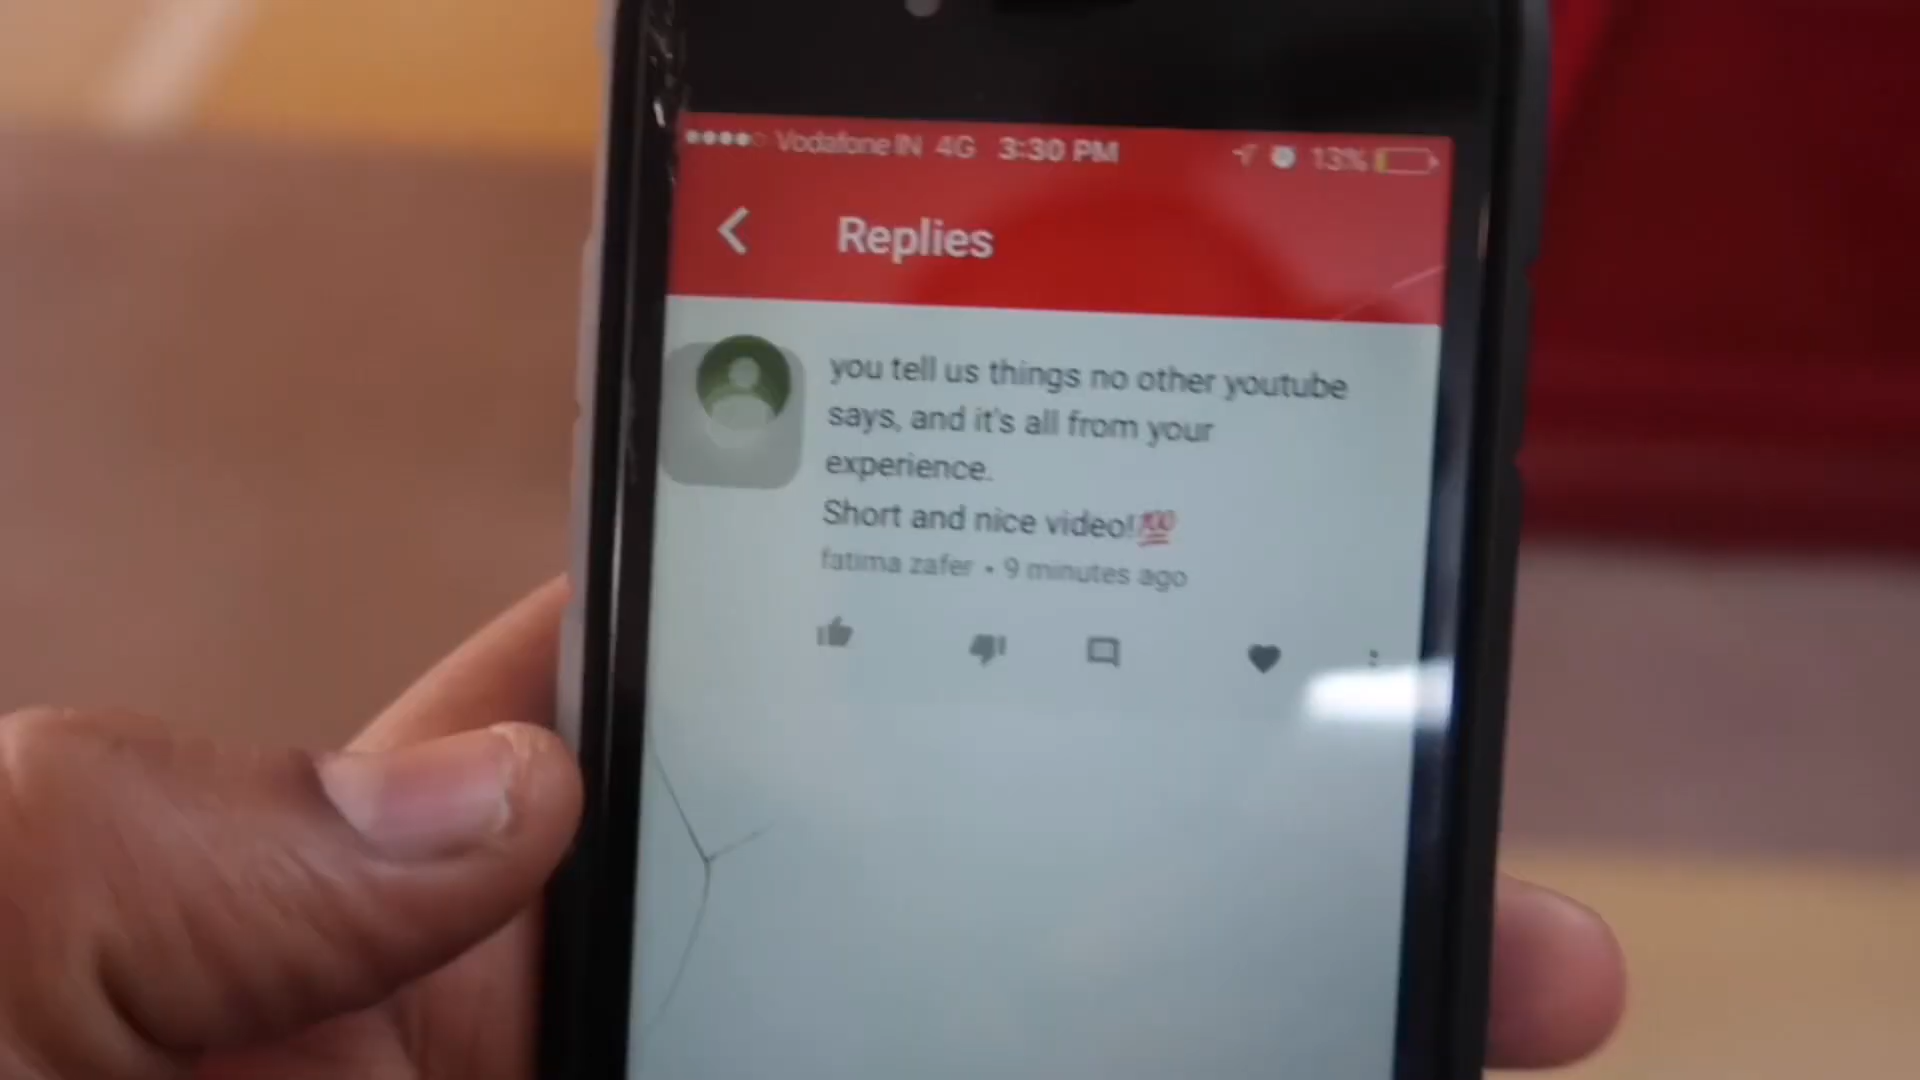 Vodafone IN 4G 3:30 PM 13%
Replies
you tell us things no other youtube
says, and it's all from your
experience.
Short and nice video!💯
fatima zafer • 9 minutes ago